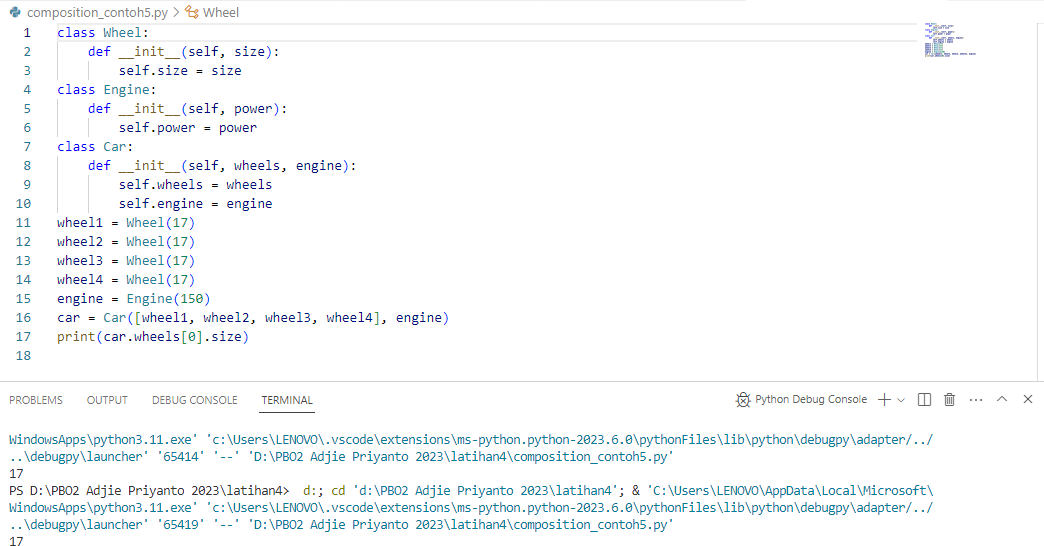 composition_contoh5.py > Wheel
1 class Wheel:
2     def __init__(self, size):
3         self.size = size
4 class Engine:
5     def __init__(self, power):
6         self.power = power
7 class Car:
8     def __init__(self, wheels, engine):
9         self.wheels = wheels
10         self.engine = engine
11 wheel1 = Wheel(17)
12 wheel2 = Wheel(17)
13 wheel3 = Wheel(17)
14 wheel4 = Wheel(17)
15 engine = Engine(150)
16 car = Car([wheel1, wheel2, wheel3, wheel4], engine)
17 print(car.wheels[0].size)
18
PROBLEMS OUTPUT DEBUG CONSOLE TERMINAL Python Debug Console
WindowsApps\python3.11.exe' 'c:\Users\LENOVO\.vscode\extensions\ms-python.python-2023.6.0\pythonFiles\lib\python\debugpy\adapter/../
..\debugpy\launcher' '65414' '--' 'D:\PBO2 Adjie Priyanto 2023\latihan4\composition_contoh5.py'
17
PS D:\PBO2 Adjie Priyanto 2023\latihan4>  d:; cd 'd:\PBO2 Adjie Priyanto 2023\latihan4'; & 'C:\Users\LENOVO\AppData\Local\Microsoft\
WindowsApps\python3.11.exe' 'c:\Users\LENOVO\.vscode\extensions\ms-python.python-2023.6.0\pythonFiles\lib\python\debugpy\adapter/../
..\debugpy\launcher' '65419' '--' 'D:\PBO2 Adjie Priyanto 2023\latihan4\composition_contoh5.py'
17